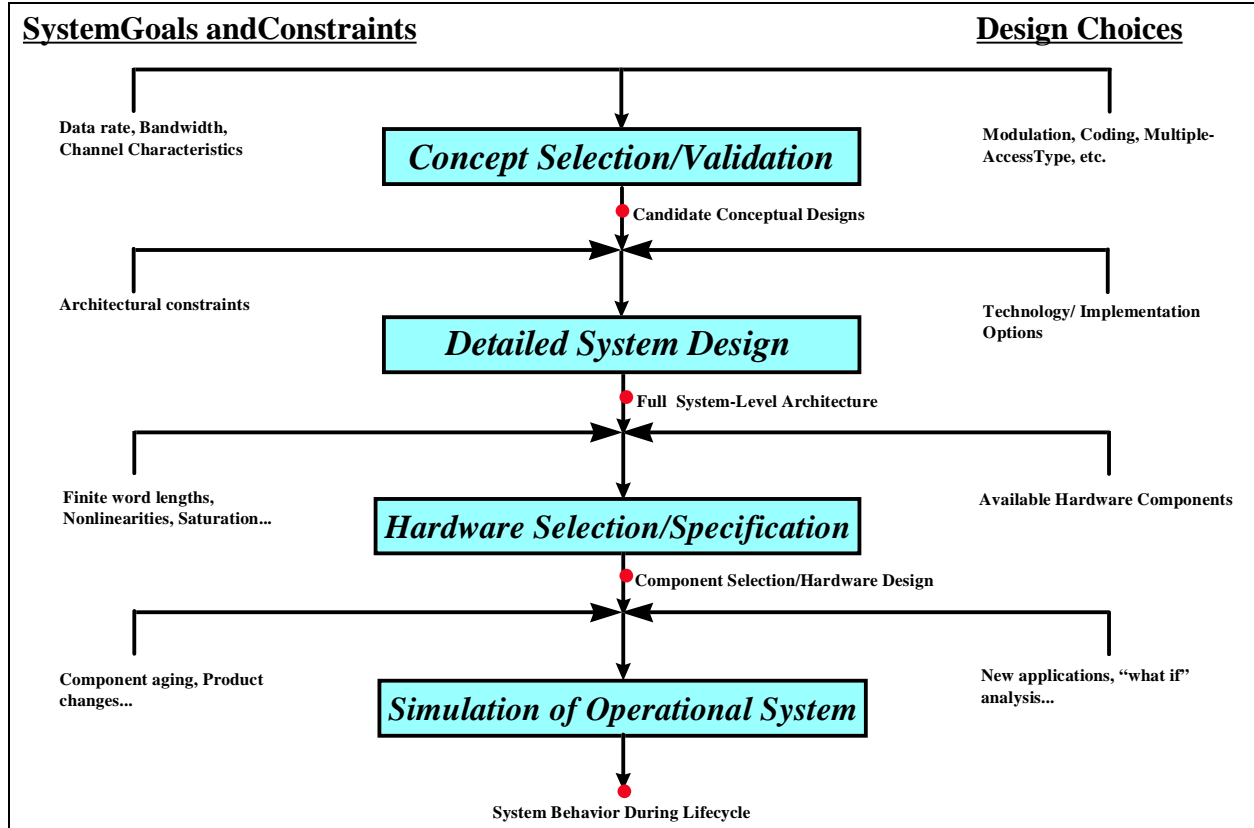 SystemGoals andConstraints
Design Choices
Data rate, Bandwidth,
Channel Characteristics
Modulation, Coding, Multiple-
AccessType, etc.
Concept Selection/Validation
Candidate Conceptual Designs
Architectural constraints
Technology/ Implementation
Options
Detailed System Design
Full System-Level Architecture
Finite word lengths,
Nonlinearities, Saturation...
Available Hardware Components
Hardware Selection/Specification
Component Selection/Hardware Design
Component aging, Product
changes...
New applications, “what if”
analysis...
Simulation of Operational System
System Behavior During Lifecycle